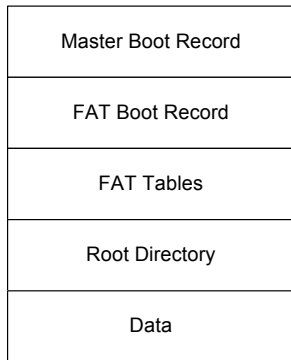 Master Boot Record
FAT Boot Record
FAT Tables
Root Directory
Data